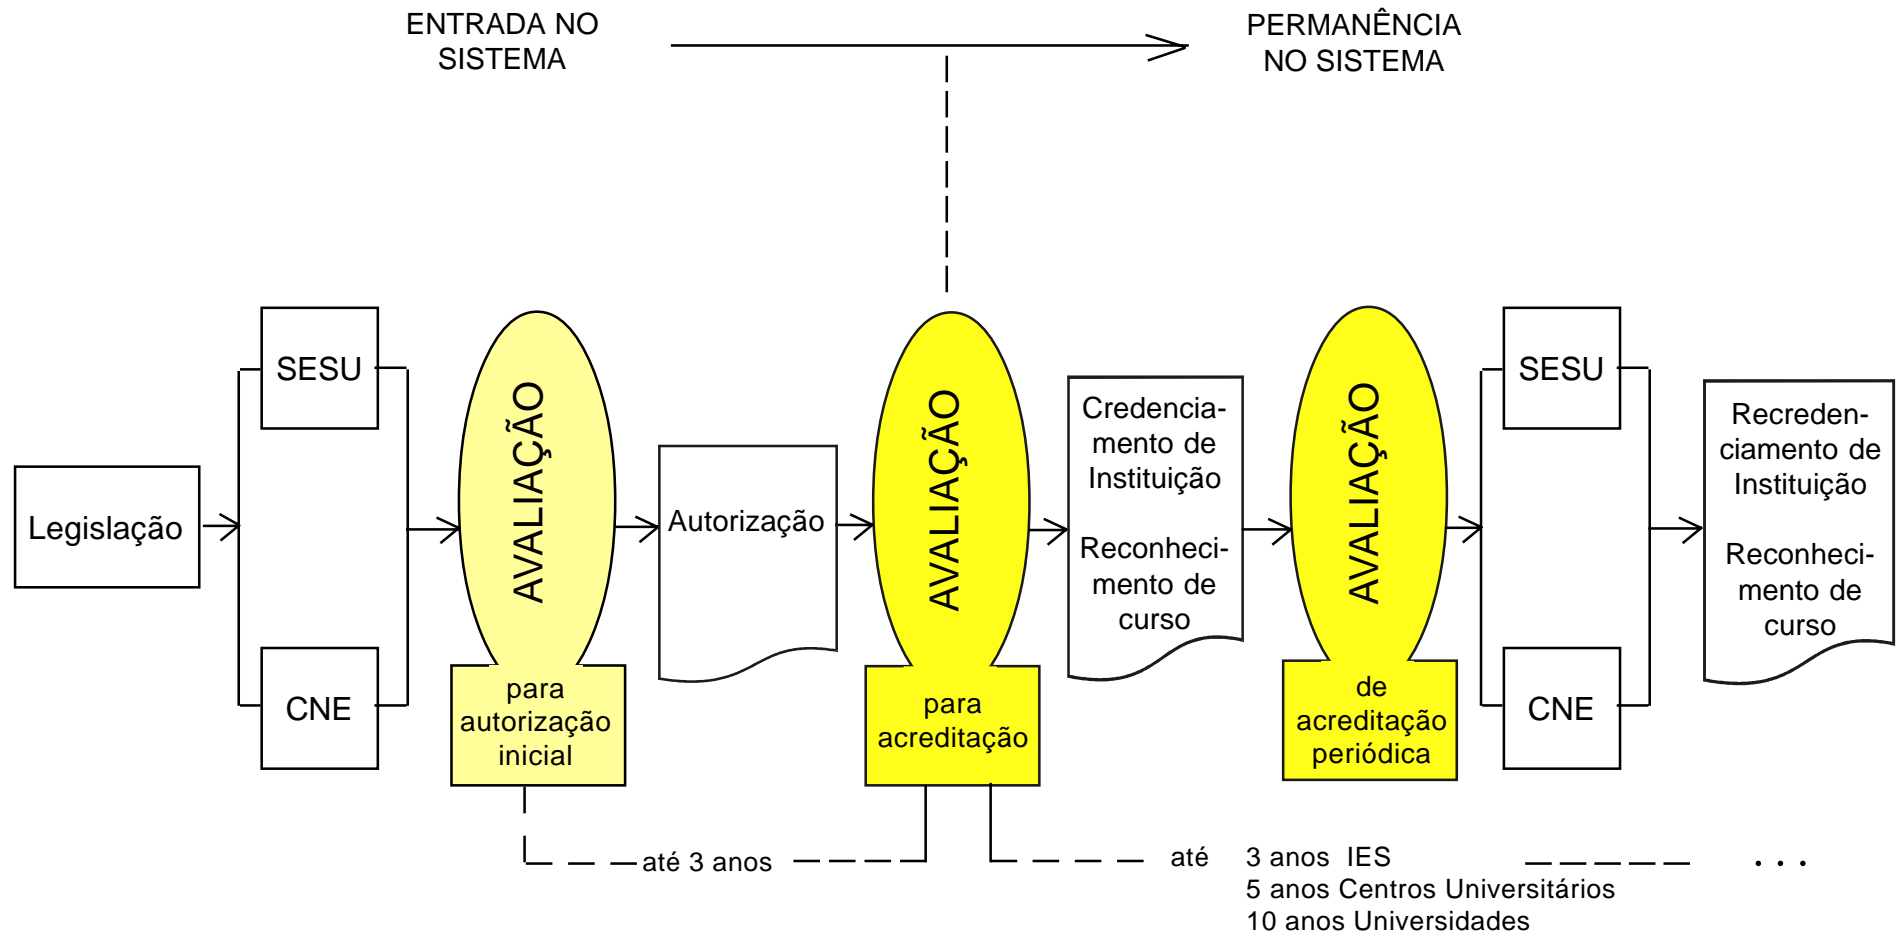 ENTRADA NO
SISTEMA
PERMANÊNCIA
NO SISTEMA
Legislação
SESU
CNE
AVALIAÇÃO
para
autorização
inicial
Autorização
AVALIAÇÃO
para
acreditação
Credencia-
mento de
Instituição
Reconheci-
mento de
curso
AVALIAÇÃO
de
acreditação
periódica
SESU
CNE
Recreden-
ciamento de
Instituição
Reconheci-
mento de
curso
até 3 anos
até 3 anos IES
5 anos Centros Universitários
10 anos Universidades
. . .